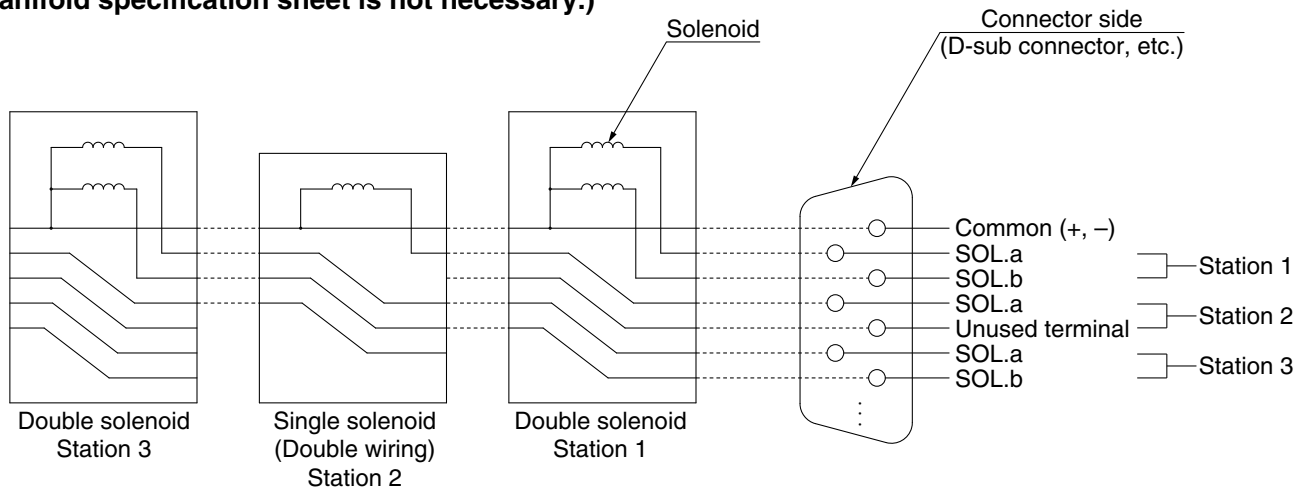 anifold specification sheet is not necessary.)
Solenoid
Connector side
(D-sub connector, etc.)
Common (+, –)
SOL.a
SOL.b
SOL.a
Unused terminal
SOL.a
SOL.b
Station 1
Station 2
Station 3
Double solenoid
Station 3
Single solenoid
(Double wiring)
Station 2
Double solenoid
Station 1